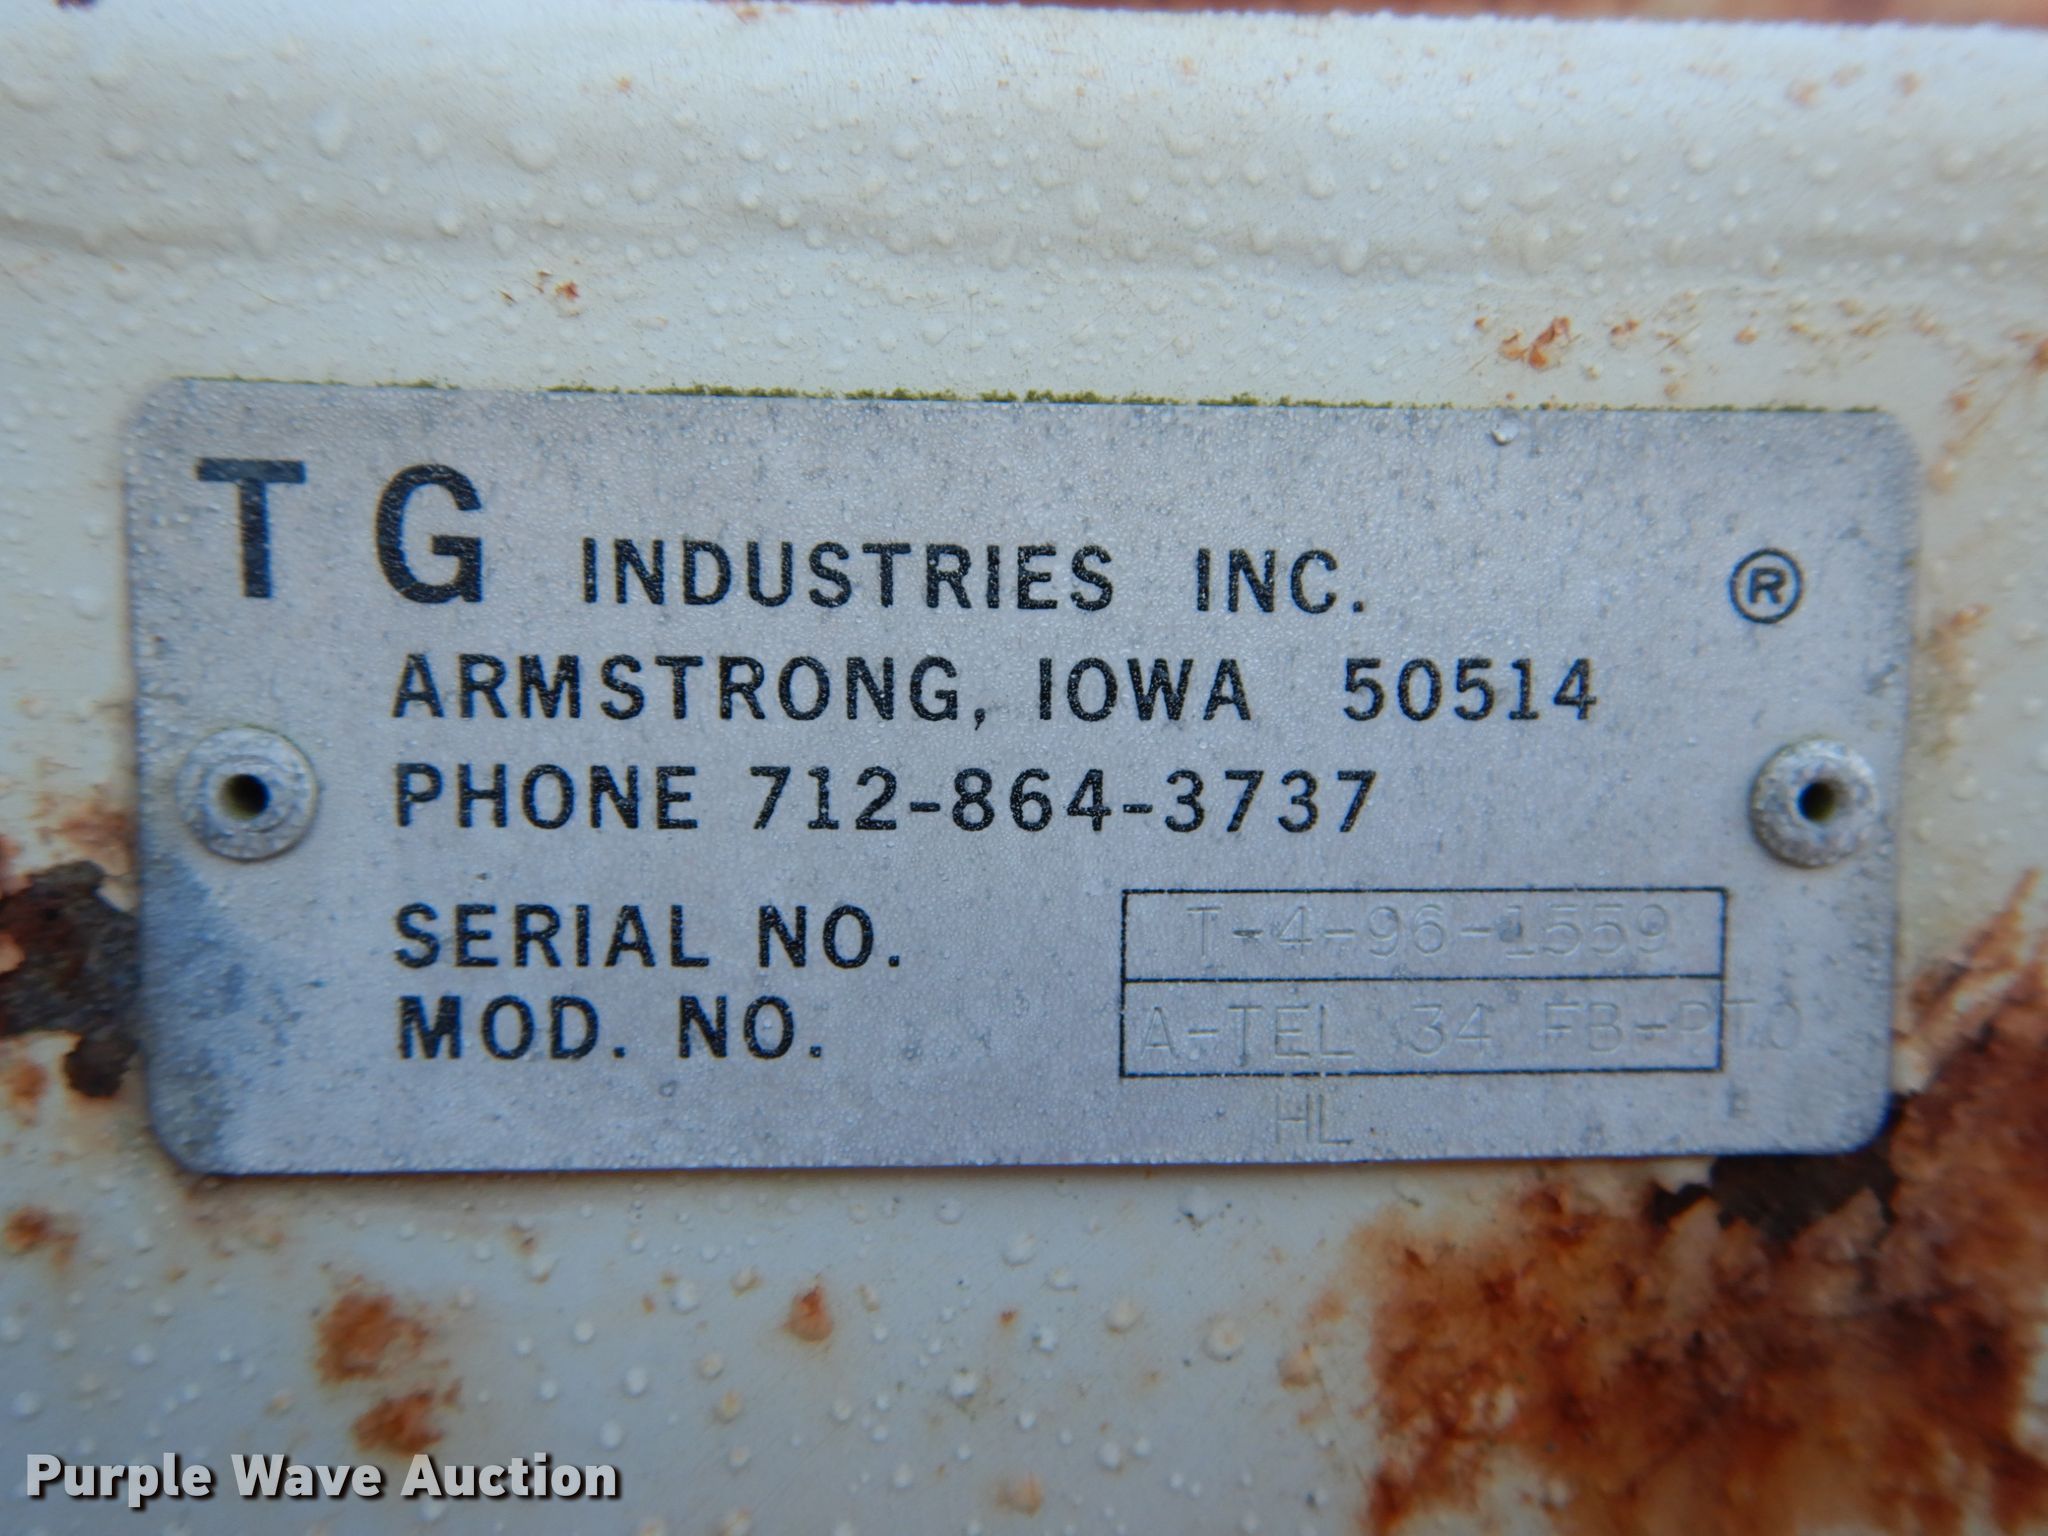 TG INDUSTRIES INC. ®
ARMSTRONG, IOWA 50514
PHONE 712-864-3737
SERIAL NO. T-4-96-1559
MOD. NO. A-TEL 34 FB-PTO
HL
Purple Wave Auction